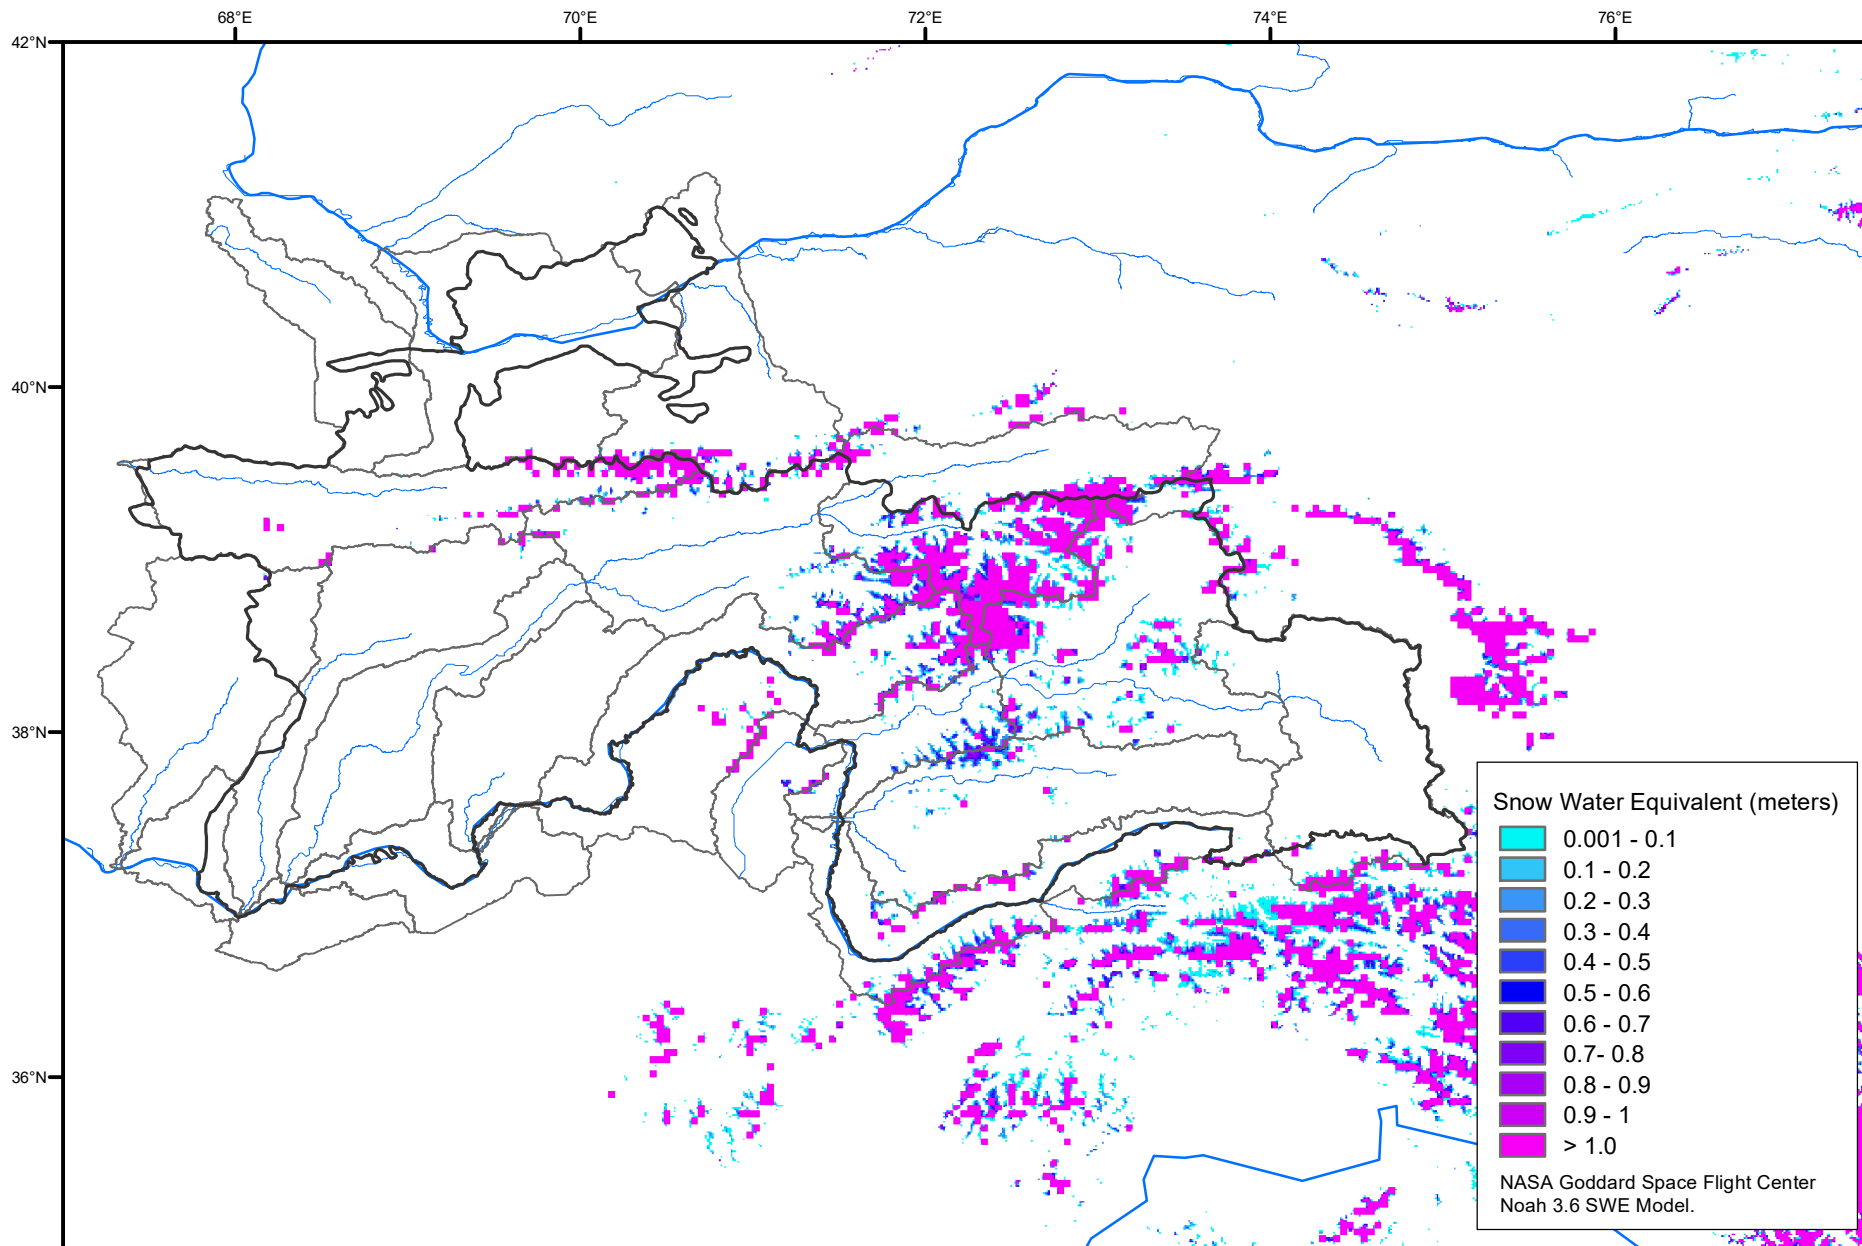 68°E 70°E 72°E 74°E 76°E
42°N
40°N
38°N
36°N
Snow Water Equivalent (meters)
0.001 - 0.1
0.1 - 0.2
0.2 - 0.3
0.3 - 0.4
0.4 - 0.5
0.5 - 0.6
0.6 - 0.7
0.7- 0.8
0.8 - 0.9
0.9 - 1
> 1.0
NASA Goddard Space Flight Center
Noah 3.6 SWE Model.